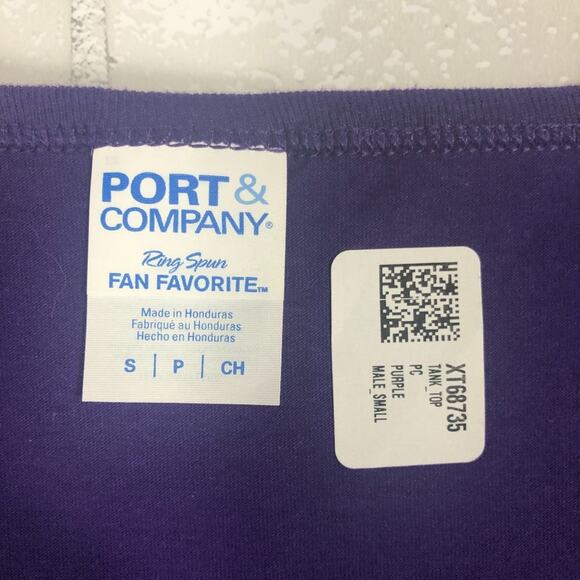 PORT &
COMPANY®
Ring Spun
FAN FAVORITE™
Made in Honduras
Fabriqué au Honduras
Hecho en Honduras
S | P | CH
XT68735
TANK_TOP
PC
PURPLE
MALE_SMALL